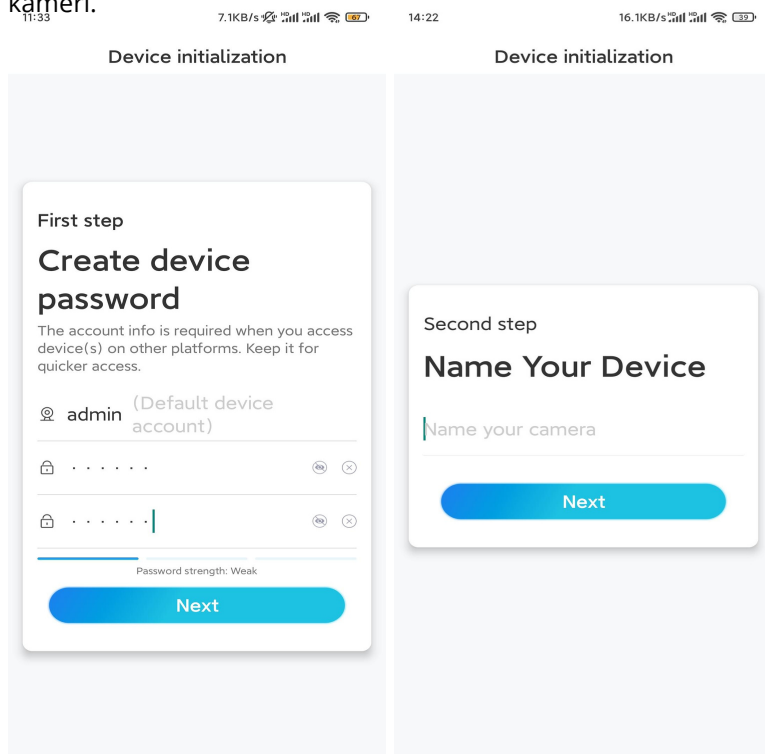 kameri.
11:33
7.1KB/s
67
Device initialization
First step
Create device
password
The account info is required when you access
device(s) on other platforms. Keep it for
quicker access.
admin (Default device
account)
Password strength: Weak
Next
14:22
16.1KB/s
39
Device initialization
Second step
Name Your Device
Name your camera
Next